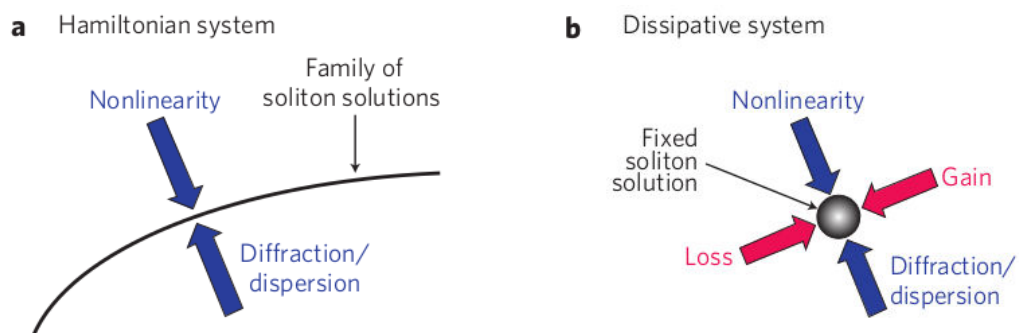 a Hamiltonian system
Family of
soliton solutions
Nonlinearity
Diffraction/
dispersion
b Dissipative system
Nonlinearity
Fixed
soliton
solution
Gain
Loss
Diffraction/
dispersion